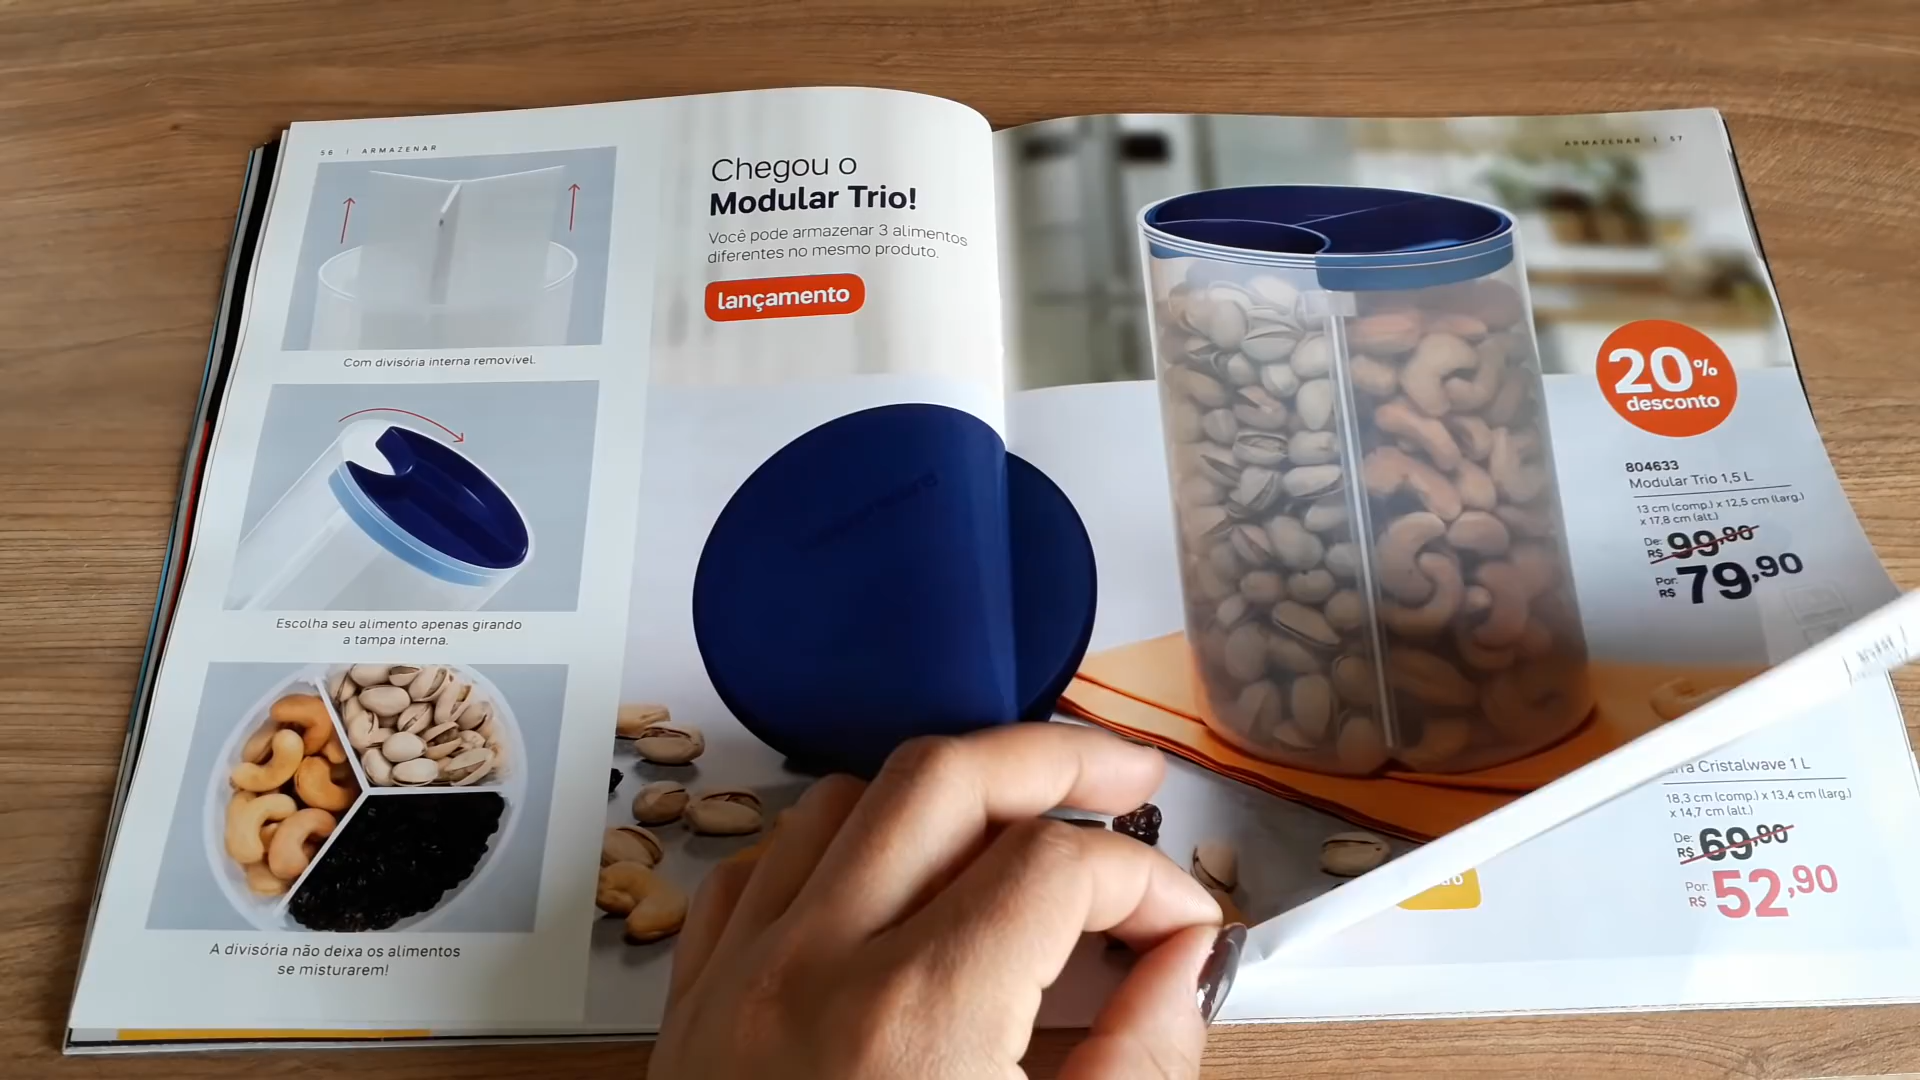 56 | ARMAZENAR
Com divisória interna removível.
Escolha seu alimento apenas girando
a tampa interna.
A divisória não deixa os alimentos
se misturarem!
Chegou o
Modular Trio!
Você pode armazenar 3 alimentos
diferentes no mesmo produto.
lançamento
ARMAZENAR | 57
20%
desconto
804633
Modular Trio 1,5 L
13 cm (comp.) x 12,5 cm (larg.)
x 17,8 cm (alt.)
De:
R$ 99,90
Por:
R$ 79,90
Cristalwave 1 L
18,3 cm (comp.) x 13,4 cm (larg.)
x 14,7 cm (alt.)
De:
R$ 69,90
Por:
R$ 52,90